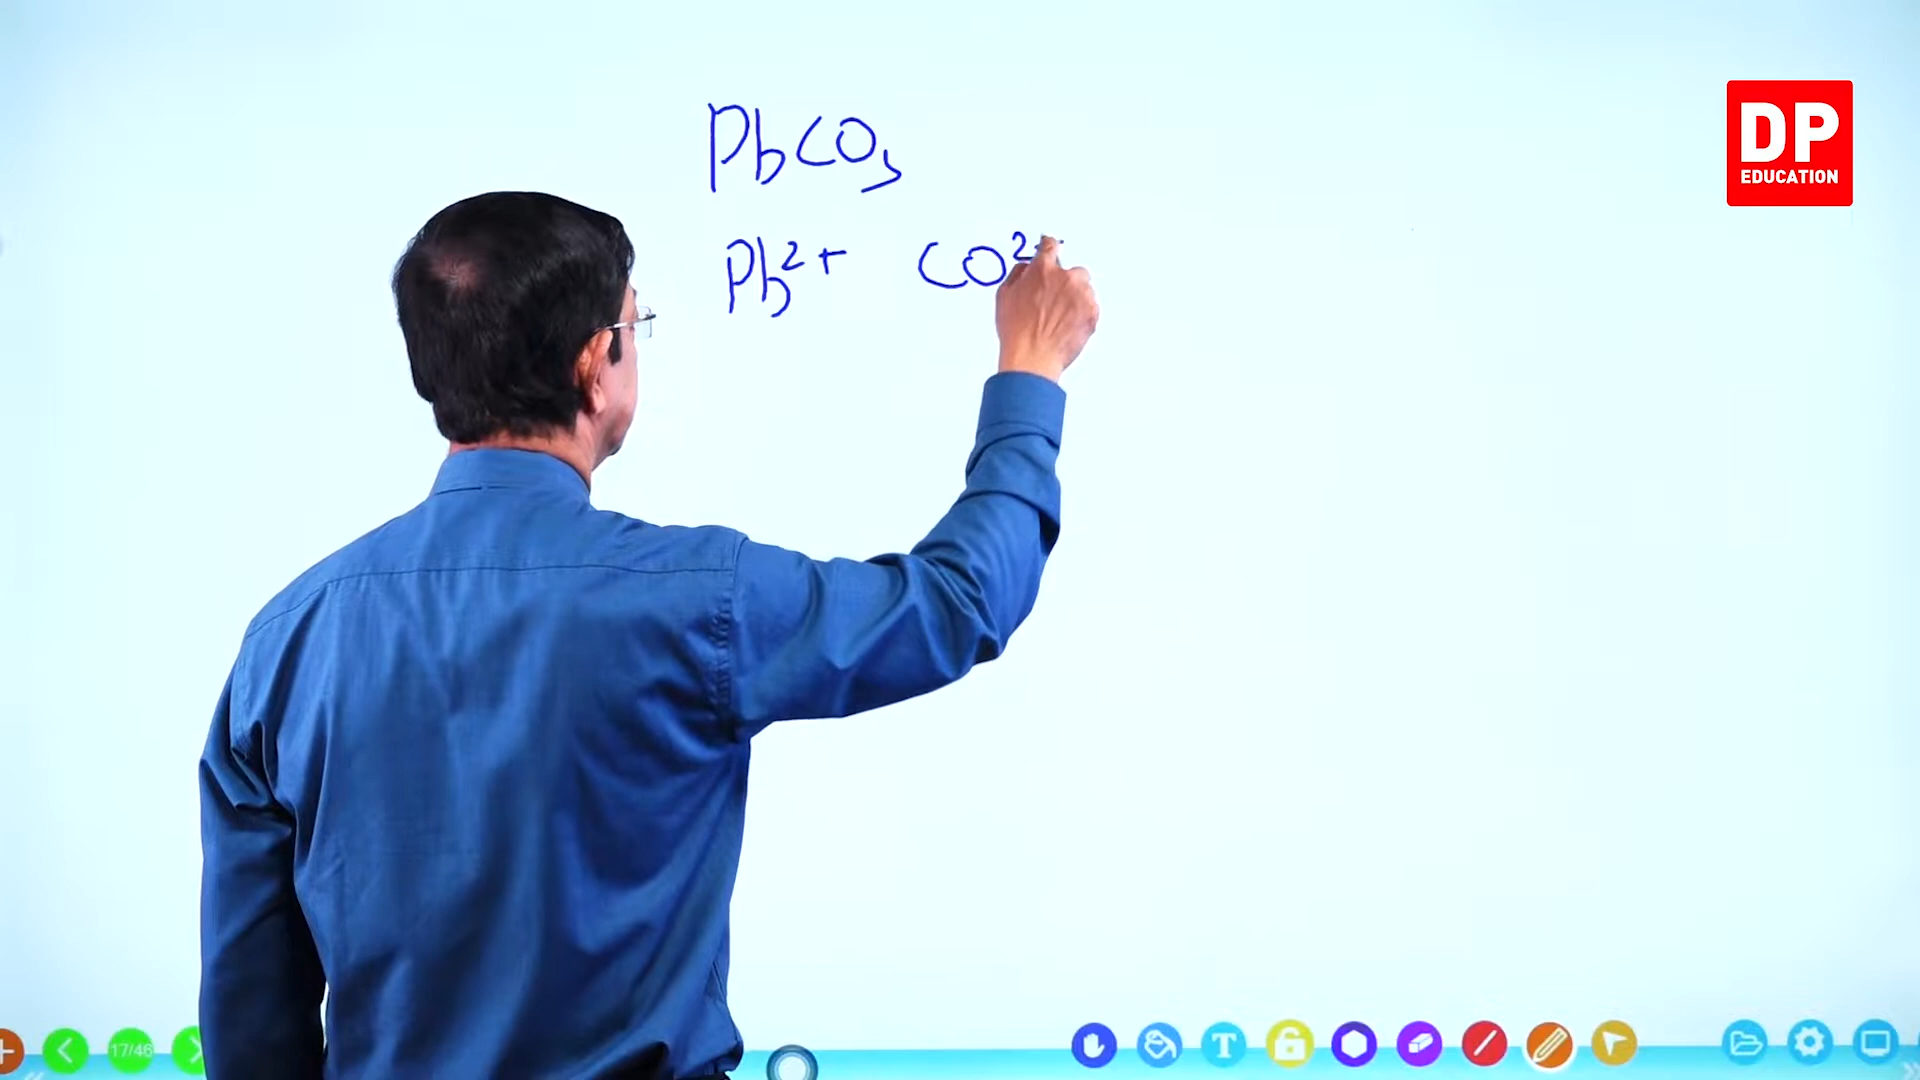 PbCO₃
Pb²⁺ CO²⁻
DP
EDUCATION
17/46
T